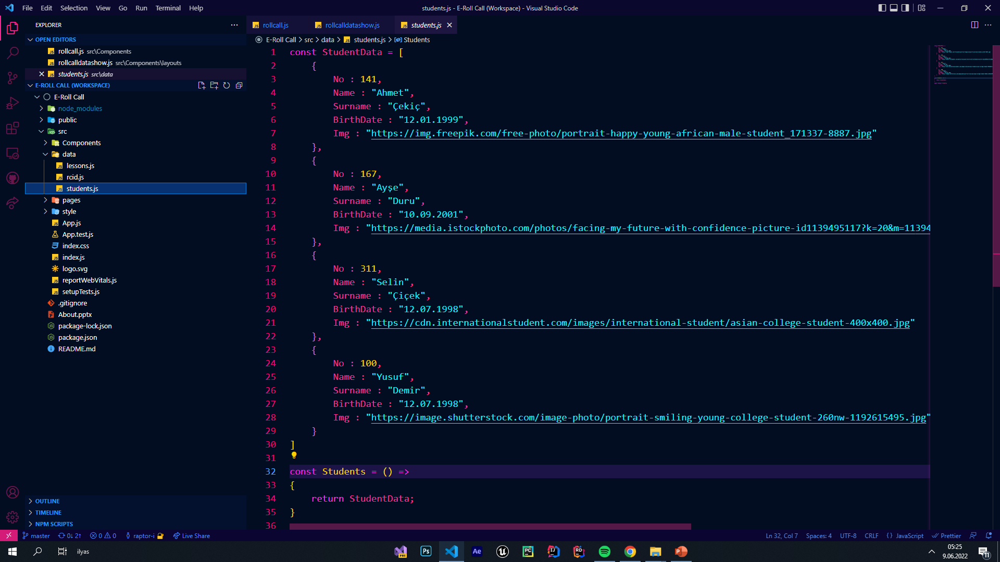 File Edit Selection View Go Run Terminal Help
students.js - E-Roll Call (Workspace) - Visual Studio Code
EXPLORER
OPEN EDITORS
rollcall.js src\Components
rollcalldatashow.js src\Components\layouts
students.js src\data
E-ROLL CALL (WORKSPACE)
E-Roll Call
node_modules
public
src
Components
data
lessons.js
rcid.js
students.js
pages
style
App.js
App.test.js
index.css
index.js
logo.svg
reportWebVitals.js
setupTests.js
.gitignore
About.pptx
package-lock.json
package.json
README.md
OUTLINE
TIMELINE
NPM SCRIPTS
rollcall.js rollcalldatashow.js students.js
E-Roll Call > src > data > students.js > Students
1 const StudentData = [
2 {
3 No : 141,
4 Name : "Ahmet",
5 Surname : "Çekiç",
6 BirthDate : "12.01.1999",
7 Img : "https://img.freepik.com/free-photo/portrait-happy-young-african-male-student_171337-8887.jpg"
8 },
9 {
10 No : 167,
11 Name : "Ayşe",
12 Surname : "Duru",
13 BirthDate : "10.09.2001",
14 Img : "https://media.istockphoto.com/photos/facing-my-future-with-confidence-picture-id1139495117?k=20&m=11394
15 },
16 {
17 No : 311,
18 Name : "Selin",
19 Surname : "Çiçek",
20 BirthDate : "12.07.1998",
21 Img : "https://cdn.internationalstudent.com/images/international-student/asian-college-student-400x400.jpg"
22 },
23 {
24 No : 100,
25 Name : "Yusuf",
26 Surname : "Demir",
27 BirthDate : "12.07.1998",
28 Img : "https://image.shutterstock.com/image-photo/portrait-smiling-young-college-student-260nw-1192615495.jpg"
29 }
30 ]
31
32 const Students = () =>
33 {
34 return StudentData;
35 }
36
master 0↓ 2↑ 0 0 raptor-i Live Share
Ln 32, Col 7 Spaces: 4 UTF-8 CRLF {} JavaScript Prettier
ilyas
05:25
9.06.2022
11